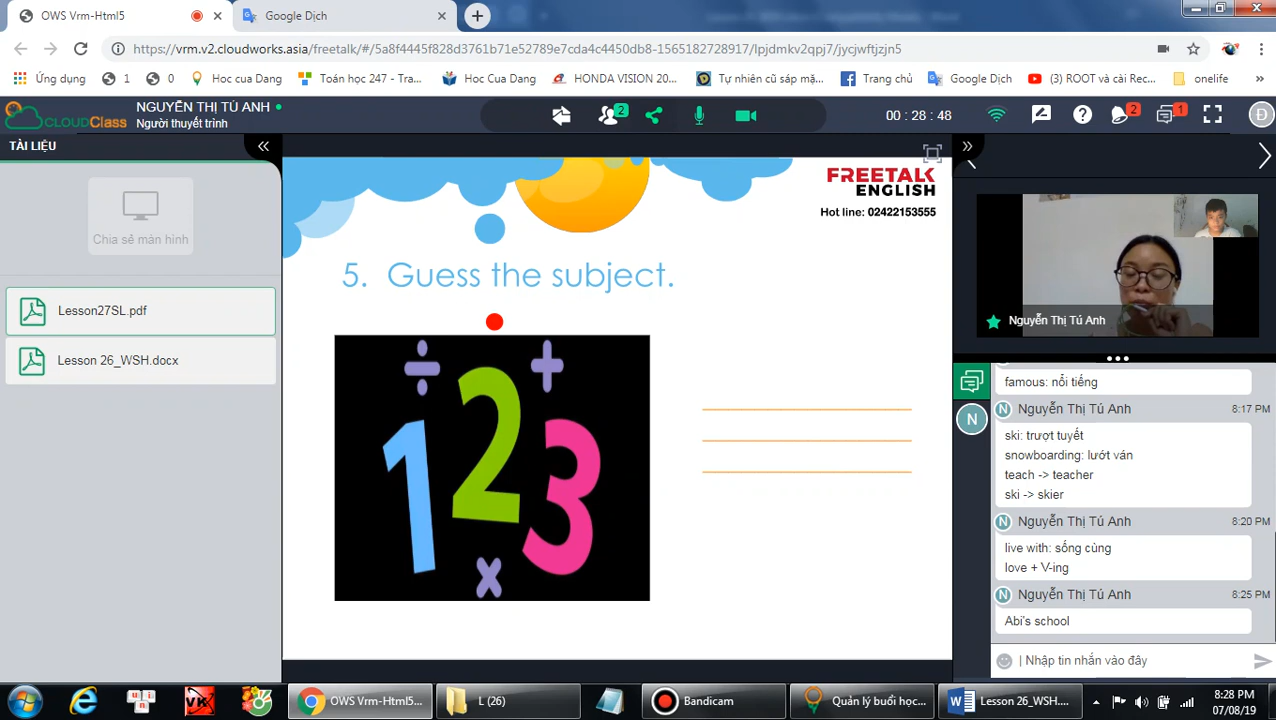 OWS Vrm-Html5
Google Dịch
https://vrm.v2.cloudworks.asia/freetalk/#/5a8f4445f828d3761b71e52789e7cda4c4450db8-1565182728917/lpjdmkv2qpj7/jycjwftjzjn5
Ứng dụng
1
0
Hoc cua Dang
Toán học 247 - Tra...
Học Cua Dang
HONDA VISION 20...
Tự nhiên cũ sáp mặ...
Trang chủ
Google Dịch
(3) ROOT và cài Rec...
onelife
»
CLOUDClass
NGUYỄN THỊ TÚ ANH
Người thuyết trình
2
00 : 28 : 48
2
1
Đ
TÀI LIỆU
Chia sẻ màn hình
Lesson27SL.pdf
Lesson 26_WSH.docx
FREETALK
ENGLISH
Hot line: 02422153555
5. Guess the subject.
÷ +
1 2 3
x
Nguyễn Thị Tú Anh
famous: nổi tiếng
N Nguyễn Thị Tú Anh 8:17 PM
N
ski: trượt tuyết
snowboarding: lướt ván
teach -> teacher
ski -> skier
N Nguyễn Thị Tú Anh 8:20 PM
live with: sống cùng
love + V-ing
N Nguyễn Thị Tú Anh 8:25 PM
Abi's school
Nhập tin nhắn vào đây
OWS Vrm-Html5...
L (26)
Bandicam
Quản lý buổi học...
Lesson 26_WSH....
8:28 PM
07/08/19